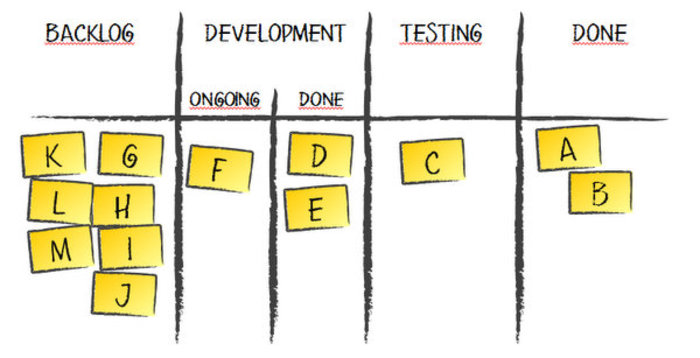 BACKLOG DEVELOPMENT TESTING DONE
ONGOING DONE
K G F D C A
L H E B
M I
J